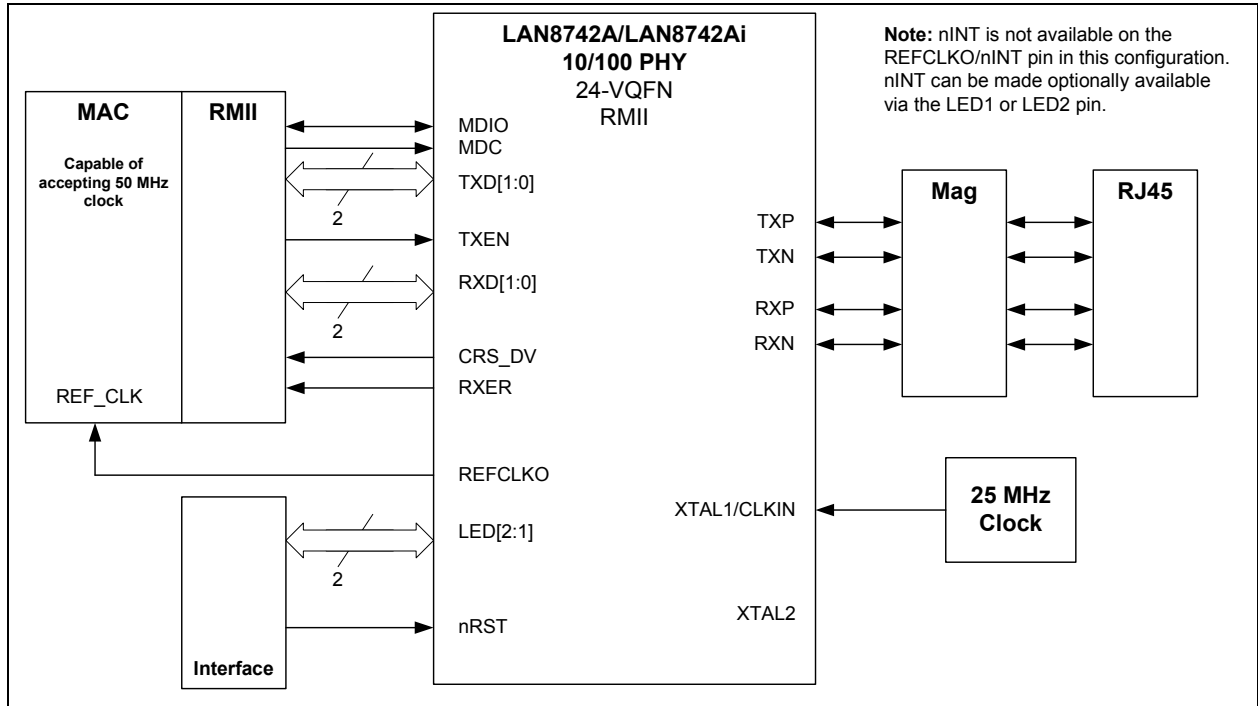 LAN8742A/LAN8742Ai
10/100 PHY
24-VQFN
RMII
Note: nINT is not available on the
REFCLKO/nINT pin in this configuration.
nINT can be made optionally available
via the LED1 or LED2 pin.
MAC
RMII
Capable of
accepting 50 MHz
clock
REF_CLK
MDIO
MDC
TXD[1:0]
2
TXEN
RXD[1:0]
2
CRS_DV
RXER
REFCLKO
LED[2:1]
2
nRST
Interface
TXP
TXN
RXP
RXN
Mag
RJ45
XTAL1/CLKIN
25 MHz
Clock
XTAL2